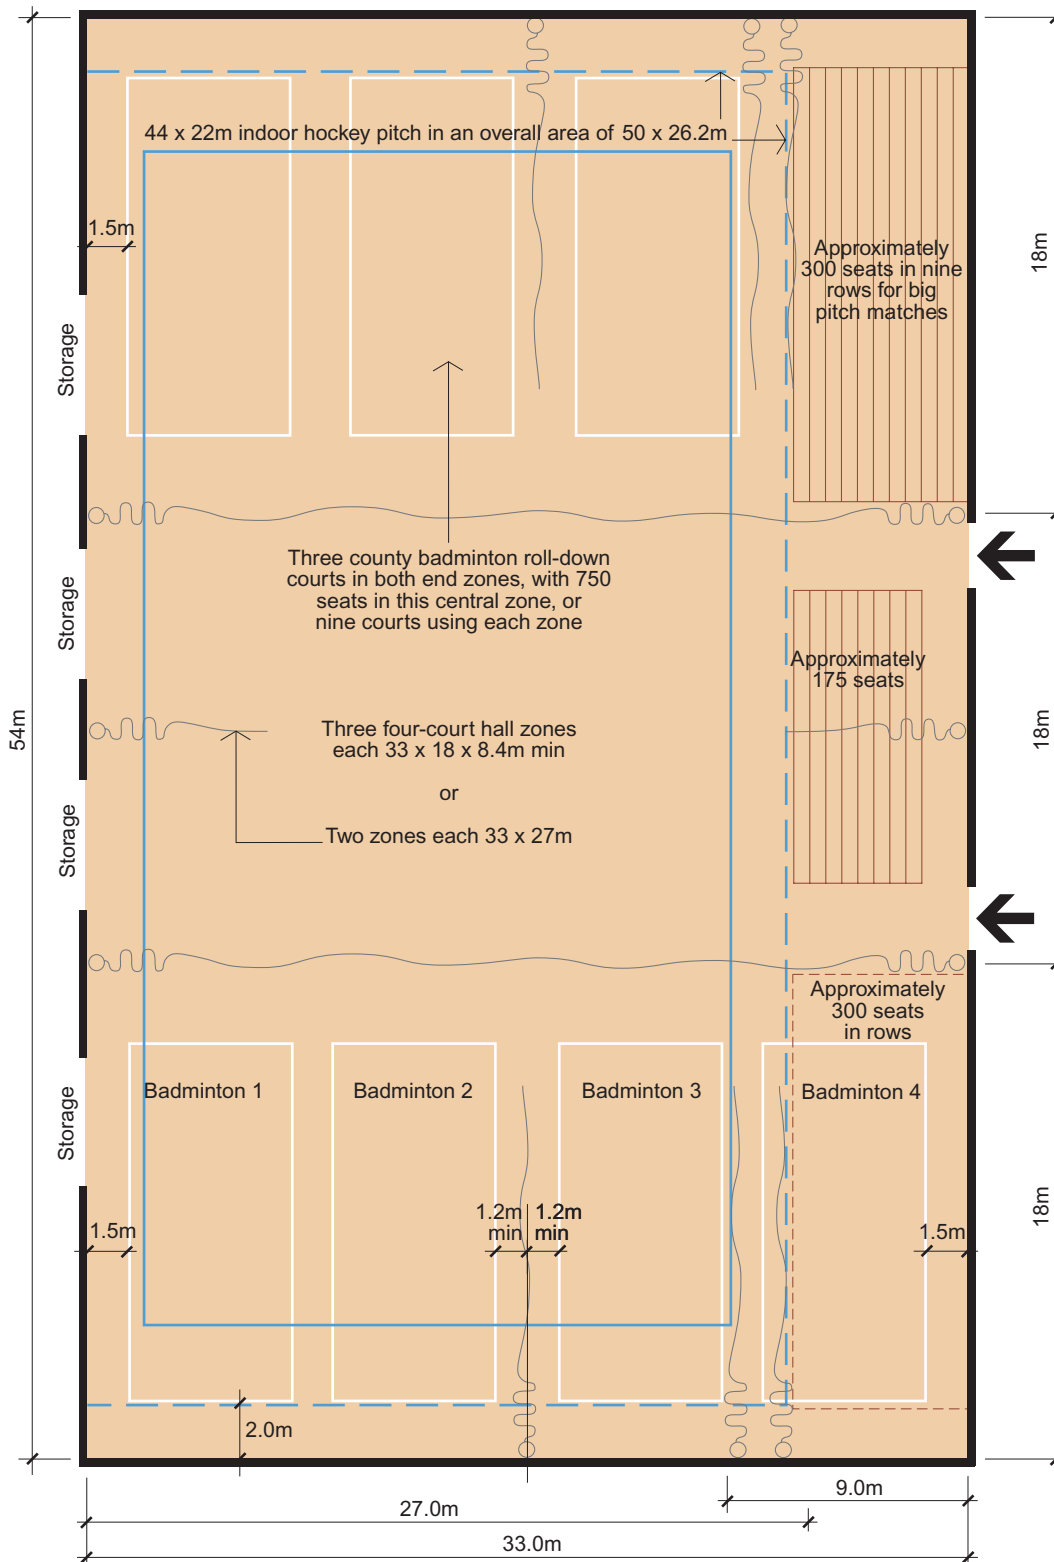 44 x 22m indoor hockey pitch in an overall area of 50 x 26.2m
1.5m
Approximately
300 seats in nine
rows for big
pitch matches
18m
Storage
Three county badminton roll-down
courts in both end zones, with 750
seats in this central zone, or
nine courts using each zone
Storage
Approximately
175 seats
54m
Three four-court hall zones
each 33 x 18 x 8.4m min
or
Two zones each 33 x 27m
18m
Storage
Approximately
300 seats
in rows
Badminton 1
Badminton 2
Badminton 3
Badminton 4
Storage
1.5m
1.2m
min
1.2m
min
1.5m
18m
2.0m
9.0m
27.0m
33.0m